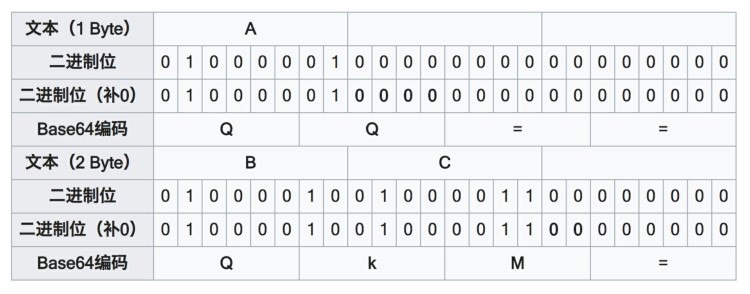 文本（1 Byte） A
二进制位 0 1 0 0 0 0 0 1 0 0 0 0 0 0 0 0 0 0 0 0 0 0 0 0
二进制位（补0） 0 1 0 0 0 0 0 1 0 0 0 0 0 0 0 0 0 0 0 0 0 0 0 0
Base64编码 Q Q = =
文本（2 Byte） B C
二进制位 0 1 0 0 0 0 1 0 0 1 0 0 0 0 1 1 0 0 0 0 0 0 0 0
二进制位（补0） 0 1 0 0 0 0 1 0 0 1 0 0 0 0 1 1 0 0 0 0 0 0 0 0
Base64编码 Q k M =